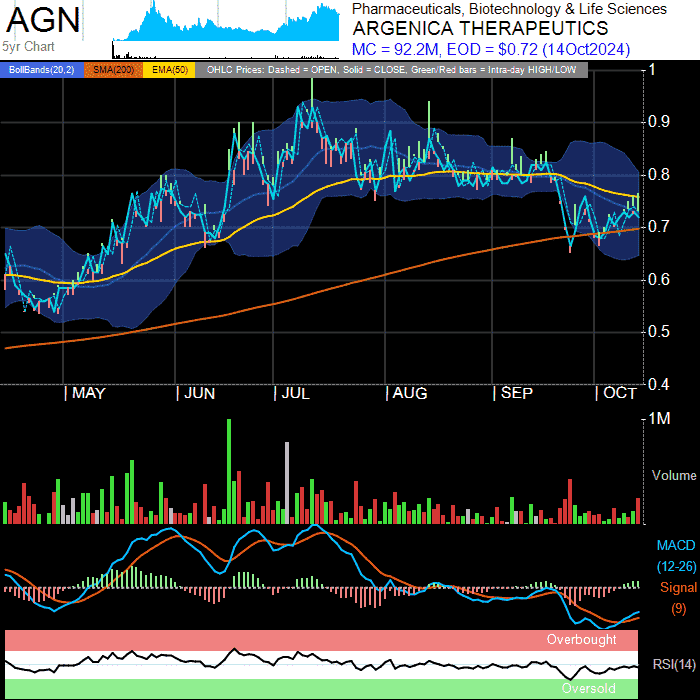 AGN
5yr Chart
Pharmaceuticals, Biotechnology & Life Sciences
ARGENICA THERAPEUTICS
MC = 92.2M, EOD = $0.72 (14Oct2024)
BollBands(20,2) SMA(200) EMA(50) OHLC Prices: Dashed = OPEN, Solid = CLOSE, Green/Red bars = Intra-day HIGH/LOW
1
0.9
0.8
0.7
0.6
0.5
0.4
| MAY | JUN | JUL | AUG | SEP | OCT
1M
Volume
MACD
(12-26)
Signal
(9)
Overbought
RSI(14)
Oversold